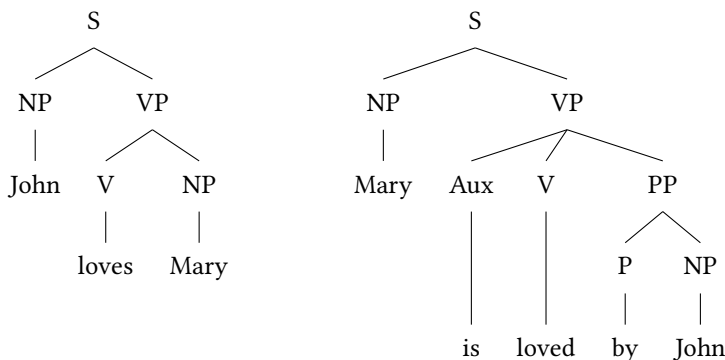 S S
NP VP NP VP
John V NP Mary Aux V PP
loves Mary P NP
is loved by John